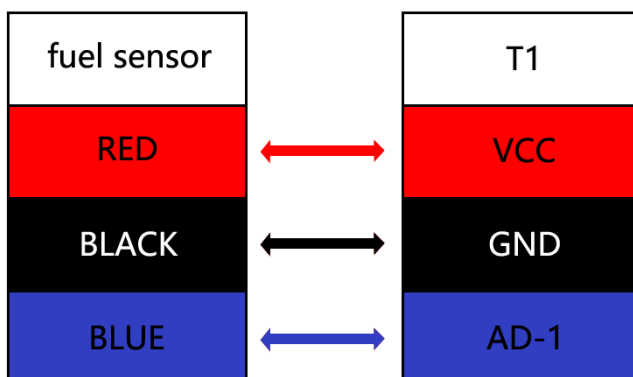 fuel sensor T1
RED VCC
BLACK GND
BLUE AD-1